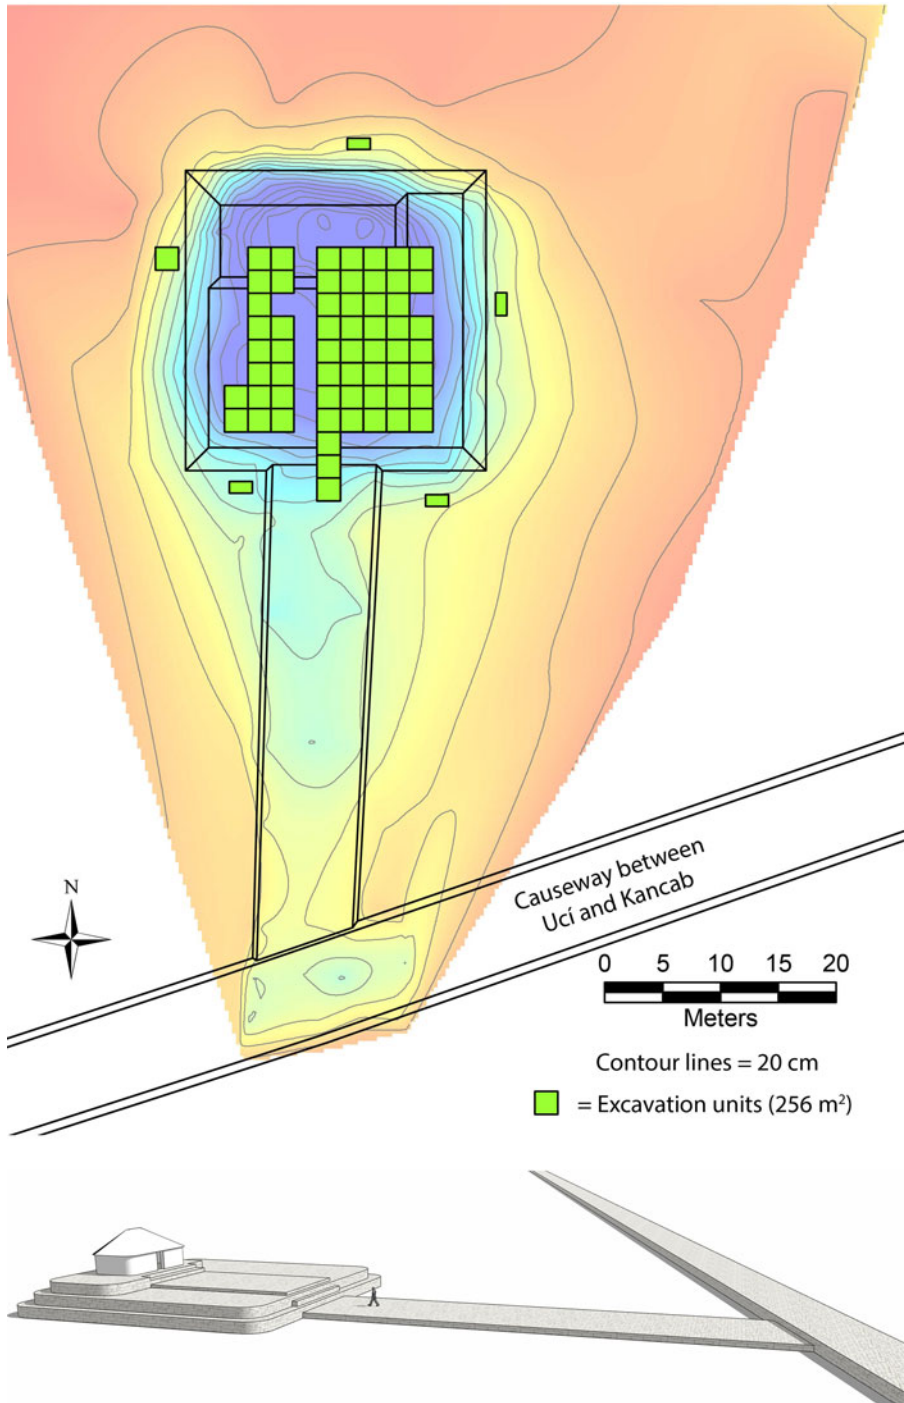 N
Causeway between
Ucí and Kancab
0 5 10 15 20
Meters
Contour lines = 20 cm
= Excavation units (256 m²)